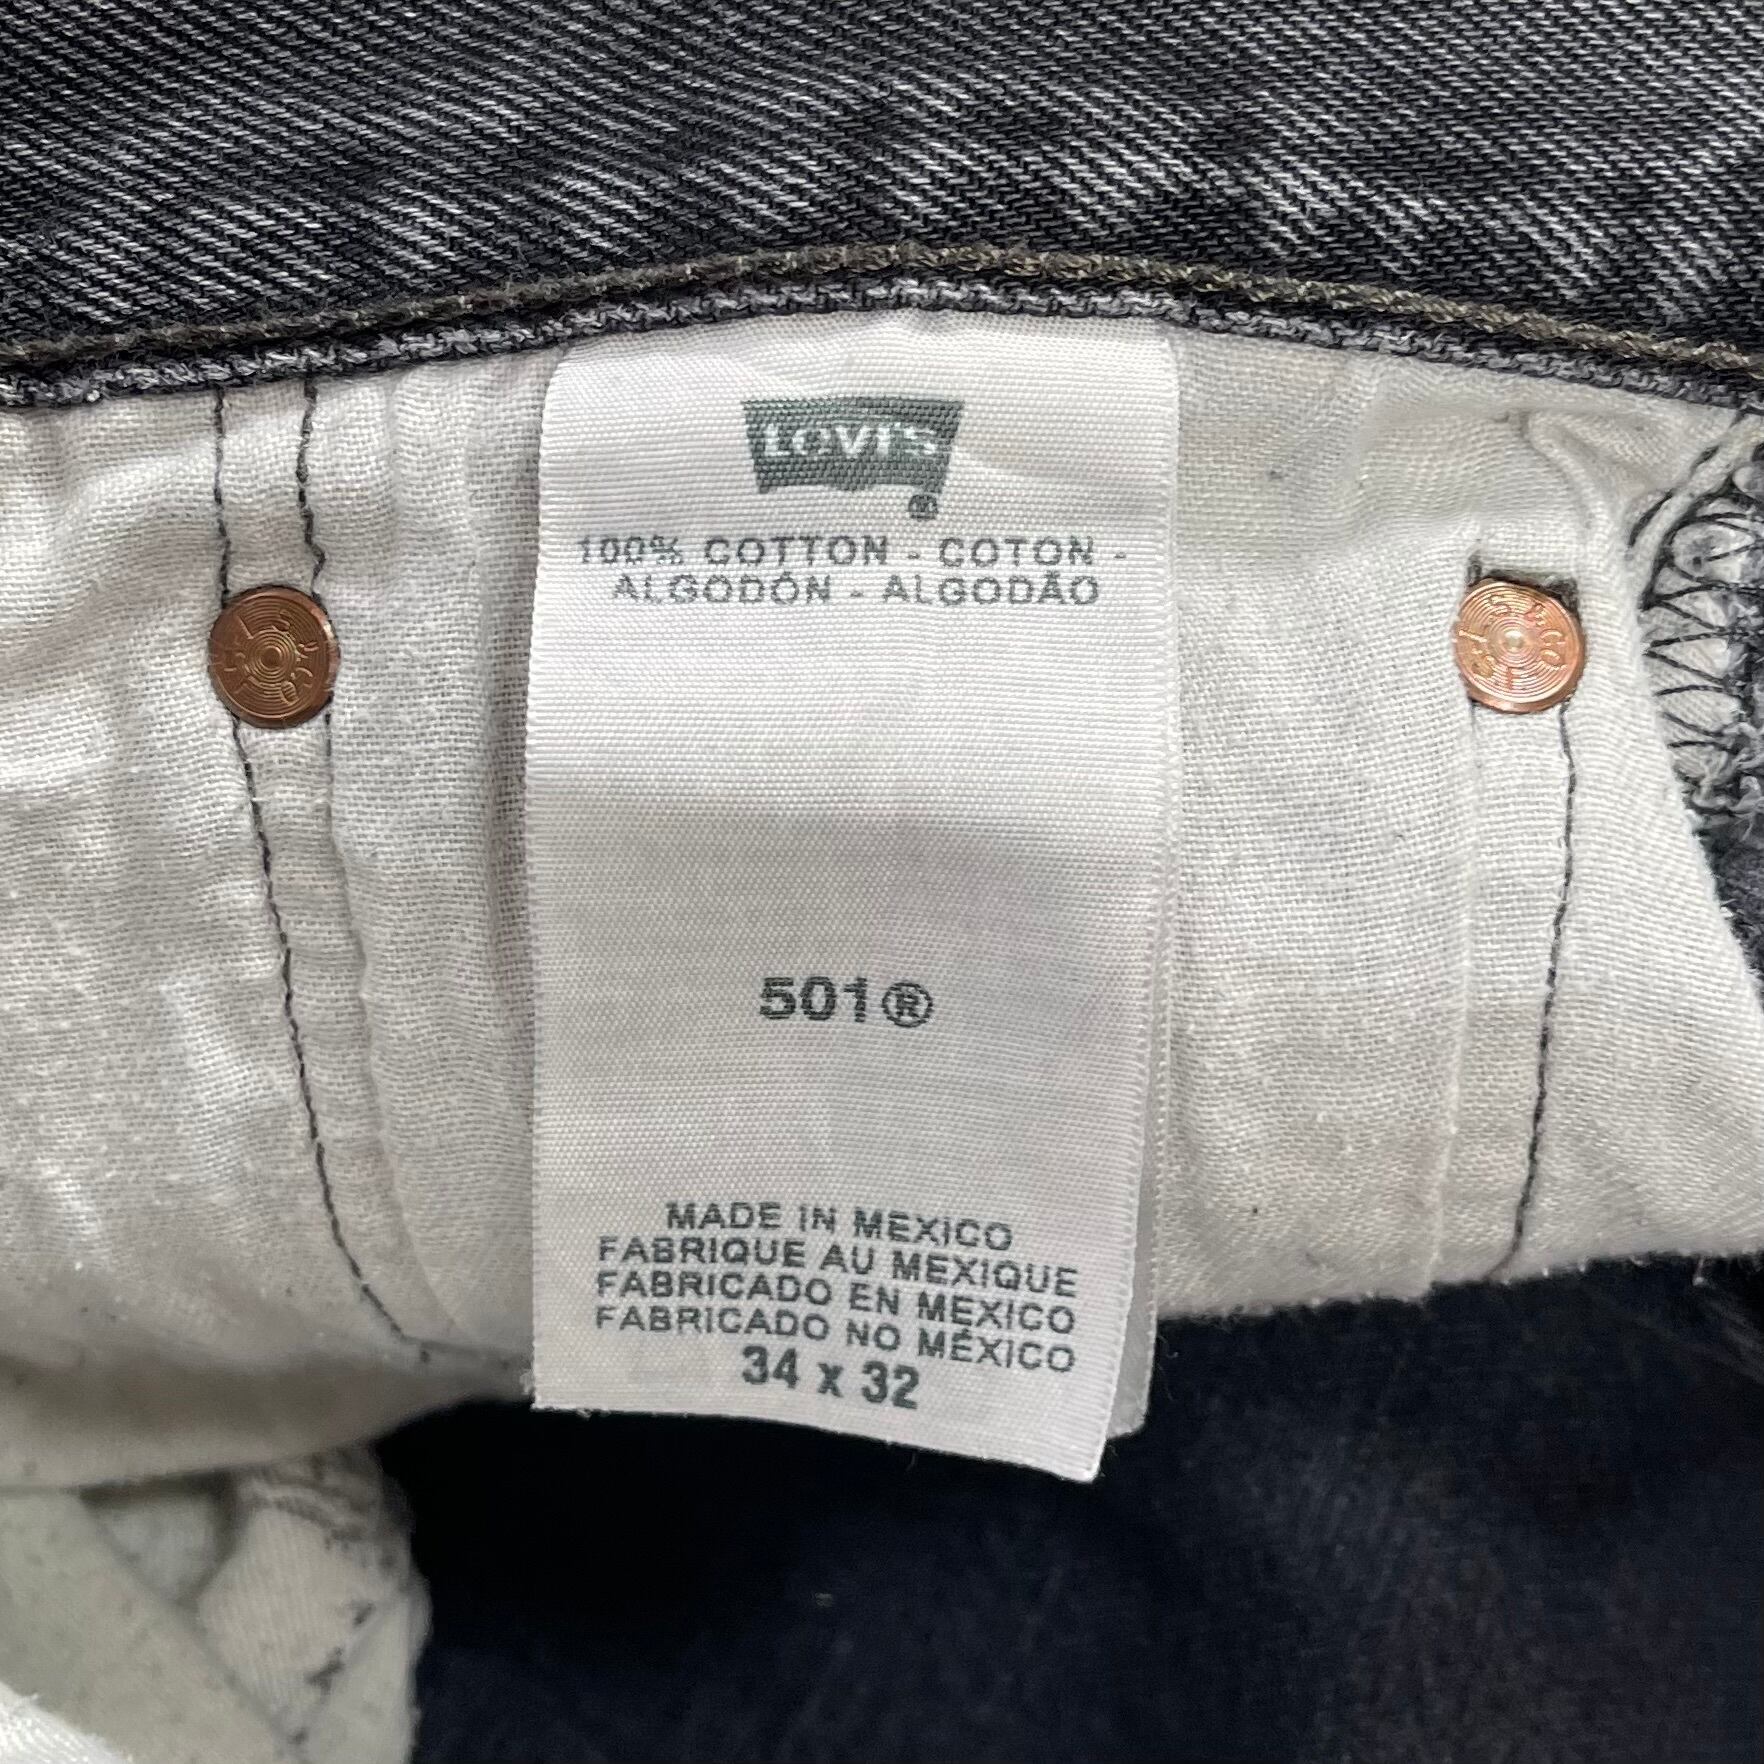 LEVI'S
®
100% COTTON - COTON -
ALGODÓN - ALGODÃO
L.S. & CO
S.F.
501®
MADE IN MEXICO
FABRIQUE AU MEXIQUE
FABRICADO EN MEXICO
FABRICADO NO MÉXICO
34 x 32